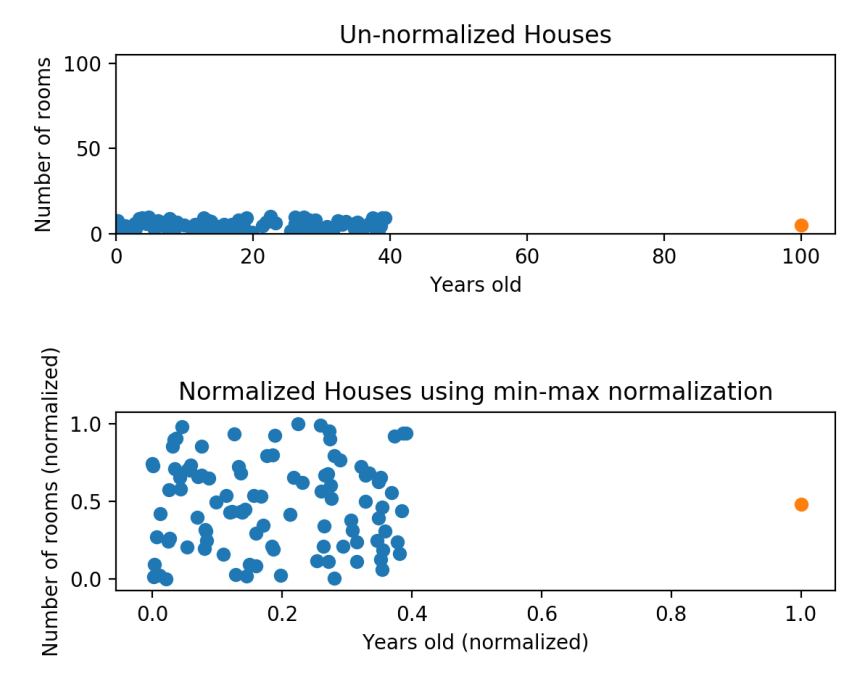 Un-normalized Houses
Number of rooms
100
50
0
0 20 40 60 80 100
Years old
Normalized Houses using min-max normalization
Number of rooms (normalized)
1.0
0.5
0.0
0.0 0.2 0.4 0.6 0.8 1.0
Years old (normalized)